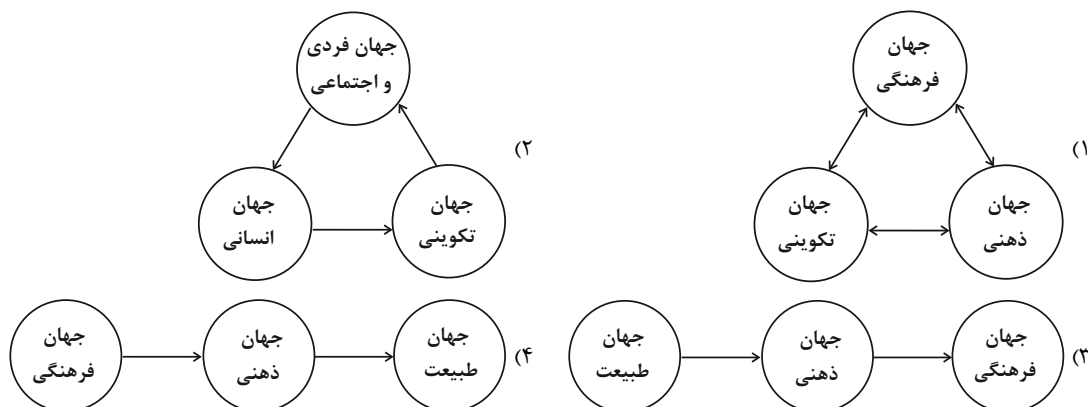 ۱)
جهان
فرهنگی
جهان
ذهنی
جهان
تکوینی
۲)
جهان فردی
و اجتماعی
جهان
تکوینی
جهان
انسانی
۳)
جهان
فرهنگی
جهان
ذهنی
جهان
طبیعت
۴)
جهان
طبیعت
جهان
ذهنی
جهان
فرهنگی